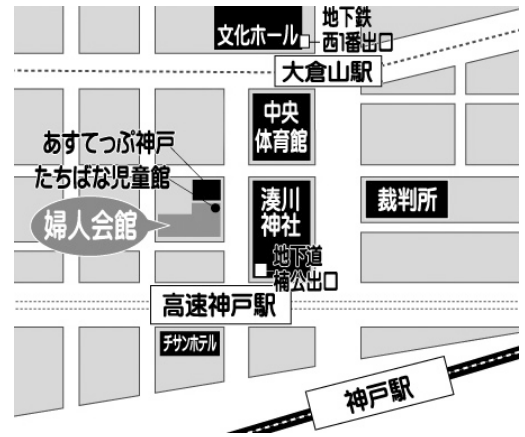 文化ホール
地下鉄
西1番出口
大倉山駅
中央
体育館
あすてっぷ神戸
たちばな児童館
婦人会館
湊川
神社
裁判所
地下道
楠公出口
高速神戸駅
チサンホテル
神戸駅